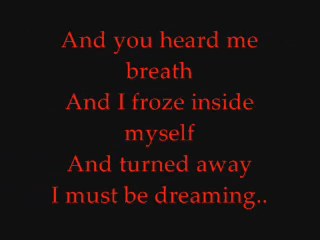 And you heard me
breath
And I froze inside
myself
And turned away
I must be dreaming..